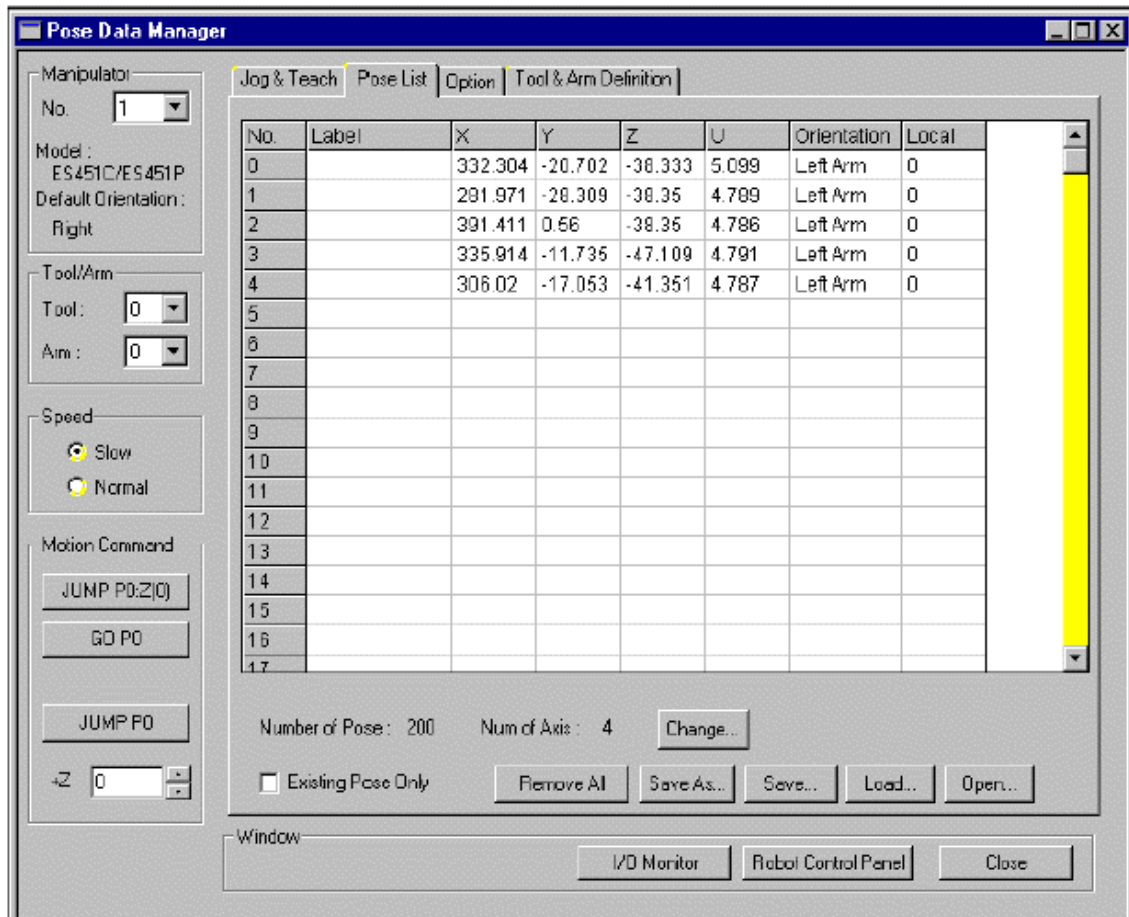 Pose Data Manager
Manipulator
No. 1
Model :
ES451C/ES451P
Default Orientation :
Right
Tool/Arm
Tool : 0
Arm : 0
Speed
Slow
Normal
Motion Command
JUMP P0:Z(0)
GO P0
JUMP P0
+Z 0
Jog & Teach Pose List Option Tool & Arm Definition
No. Label X Y Z U Orientation Local
0 332.304 -20.702 -38.333 5.099 Left Arm 0
1 281.971 -28.309 -38.35 4.789 Left Arm 0
2 391.411 0.56 -38.35 4.786 Left Arm 0
3 335.914 -11.735 -47.109 4.791 Left Arm 0
4 306.02 -17.053 -41.351 4.787 Left Arm 0
5
6
7
8
9
10
11
12
13
14
15
16
17
Number of Pose : 200 Num of Axis : 4 Change...
Existing Pose Only Remove All Save As... Save... Load... Open...
Window
I/O Monitor Robot Control Panel Close